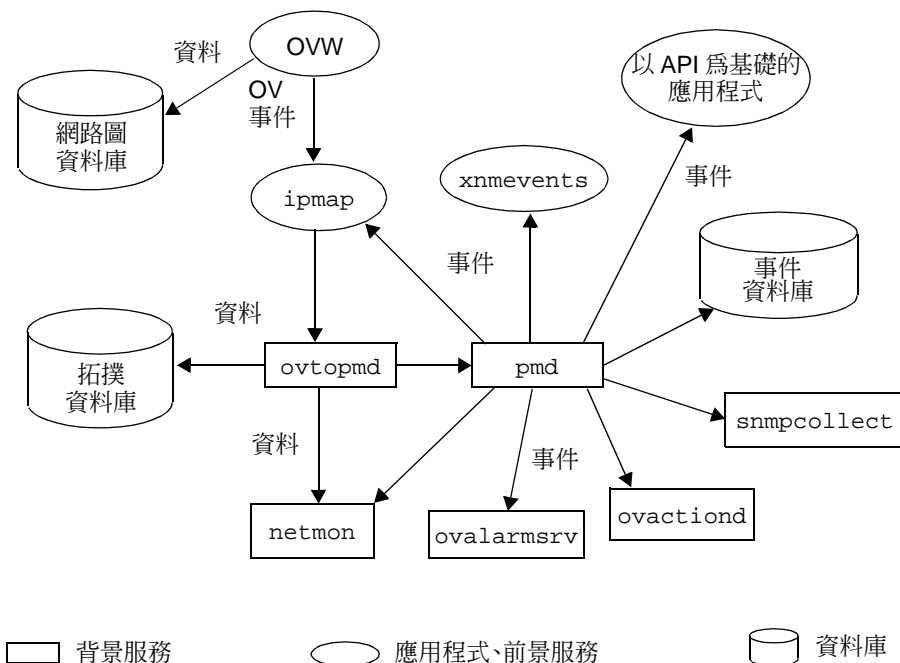 OVW
資料
OV
事件
網路圖
資料庫
以 API 爲基礎的
應用程式
xnmevents
ipmap
事件
事件
事件
資料庫
資料
拓撲
資料庫
ovtopmd
pmd
snmpcollect
資料
事件
netmon
ovalarmsrv
ovactiond
背景服務
應用程式、前景服務
資料庫